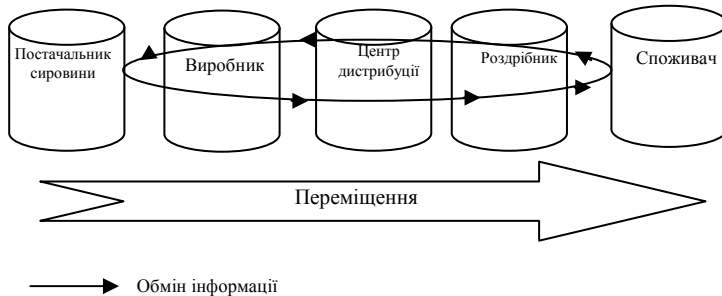 Постачальник
сировини
Виробник
Центр
дистрибуції
Роздрібник
Споживач
Переміщення
Обмін інформації